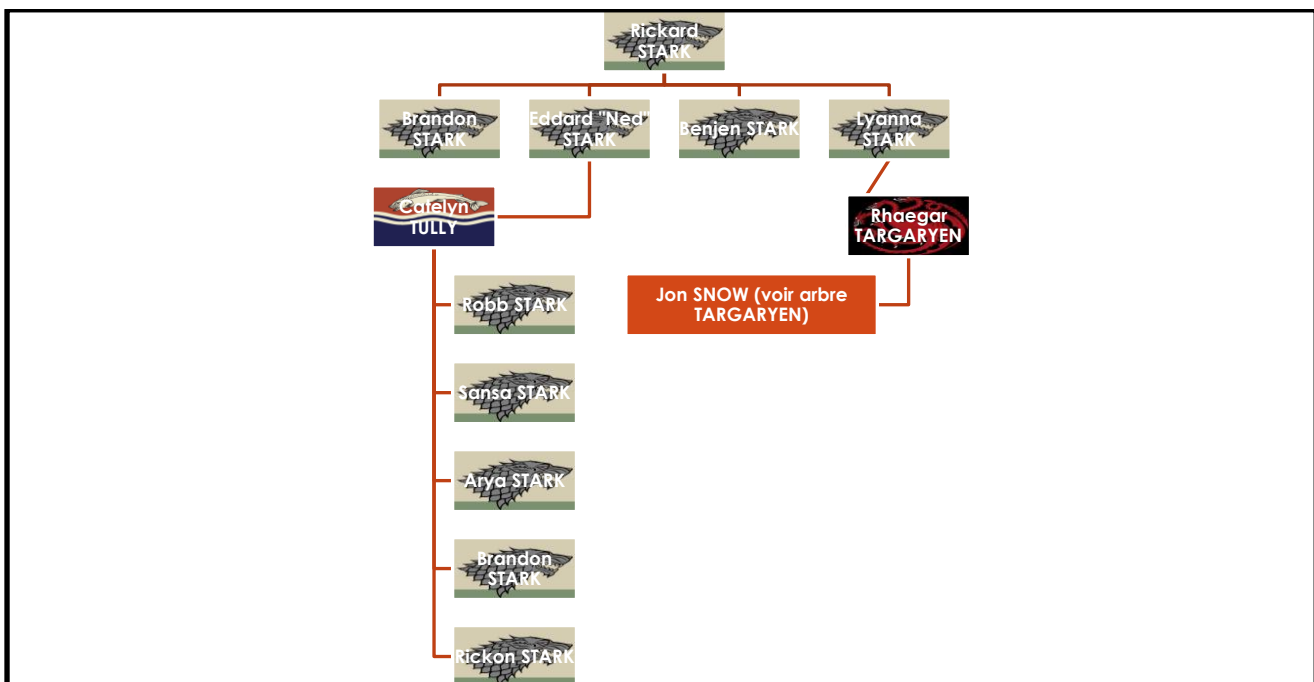 Rickard
STARK
Brandon
STARK
Eddard "Ned"
STARK
Benjen STARK
Lyanna
STARK
Catelyn
TULLY
Rhaegar
TARGARYEN
Jon SNOW (voir arbre
TARGARYEN)
Robb STARK
Sansa STARK
Arya STARK
Brandon
STARK
Rickon STARK